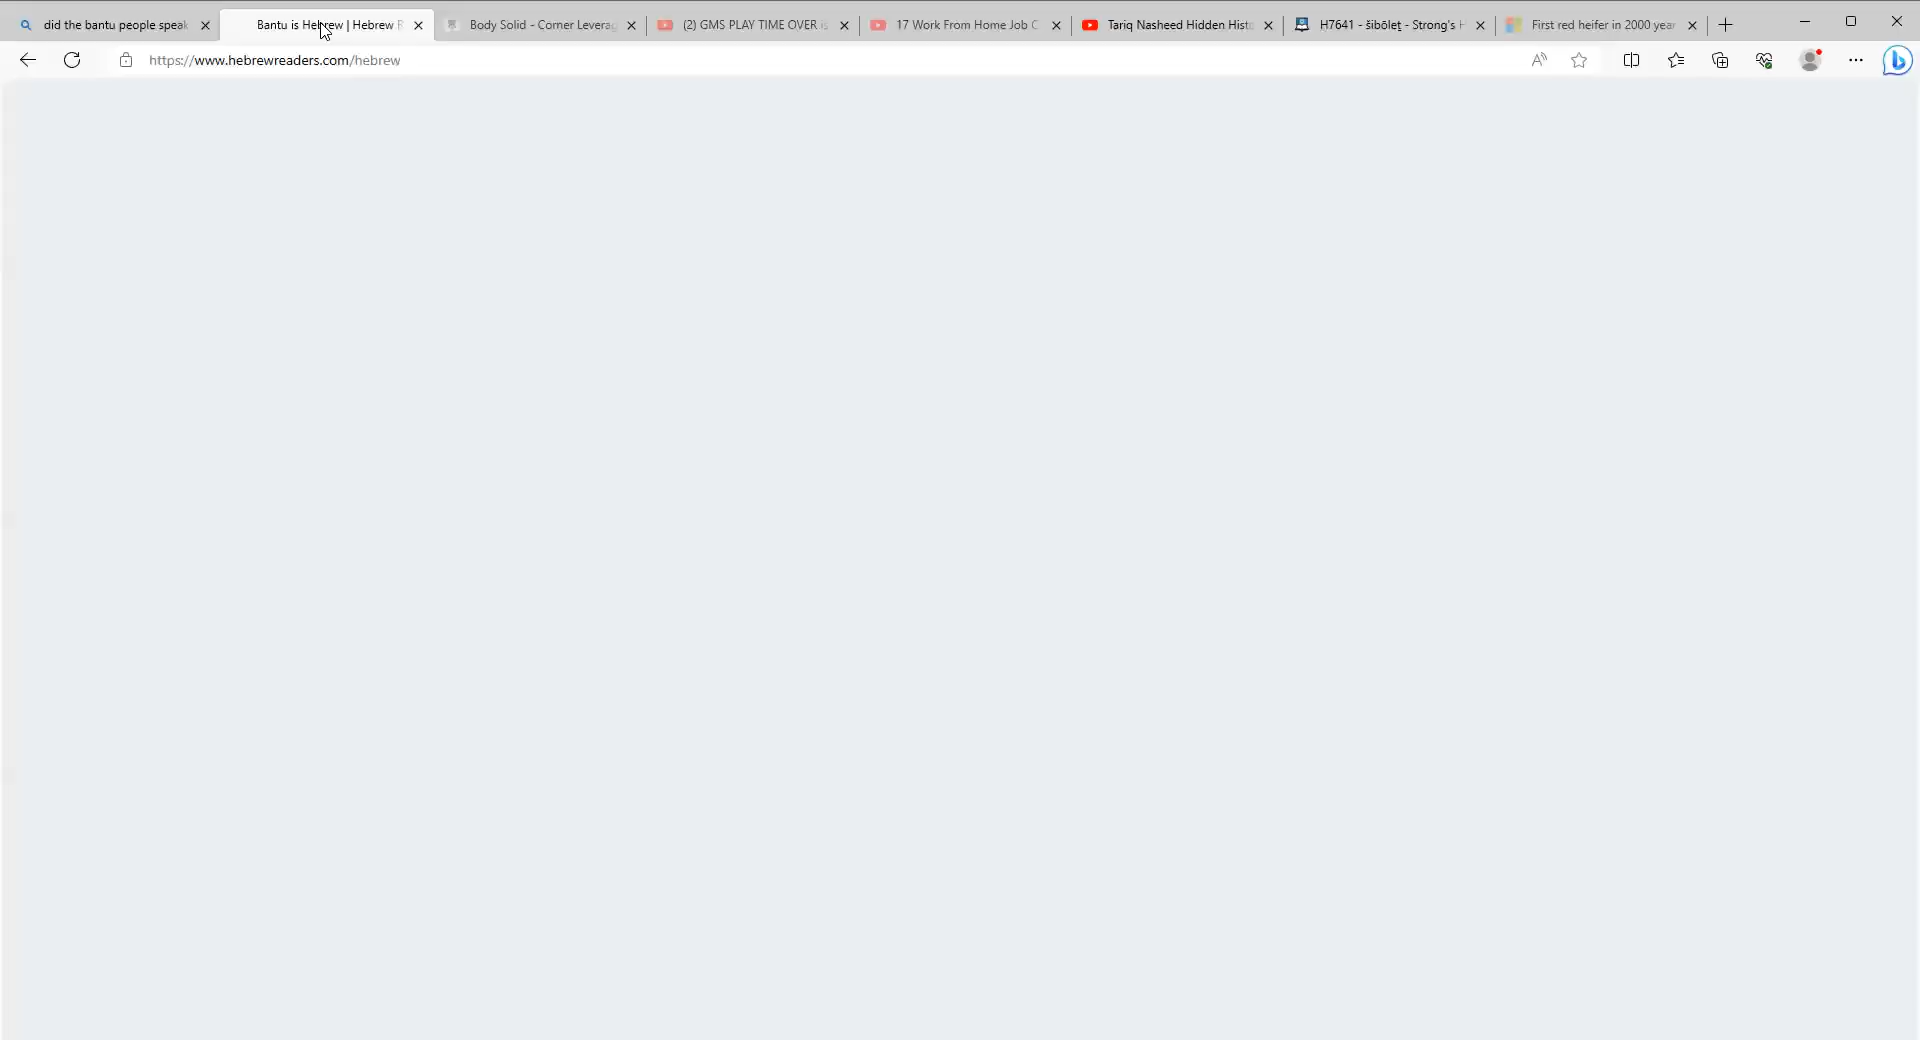 did the bantu people speak
Bantu is Hebrew | Hebrew R
Body Solid - Corner Leverag
(2) GMS PLAY TIME OVER is
17 Work From Home Job C
Tariq Nasheed Hidden Histo
H7641 - šibōleṯ - Strong's H
First red heifer in 2000 year
https://www.hebrewreaders.com/hebrew